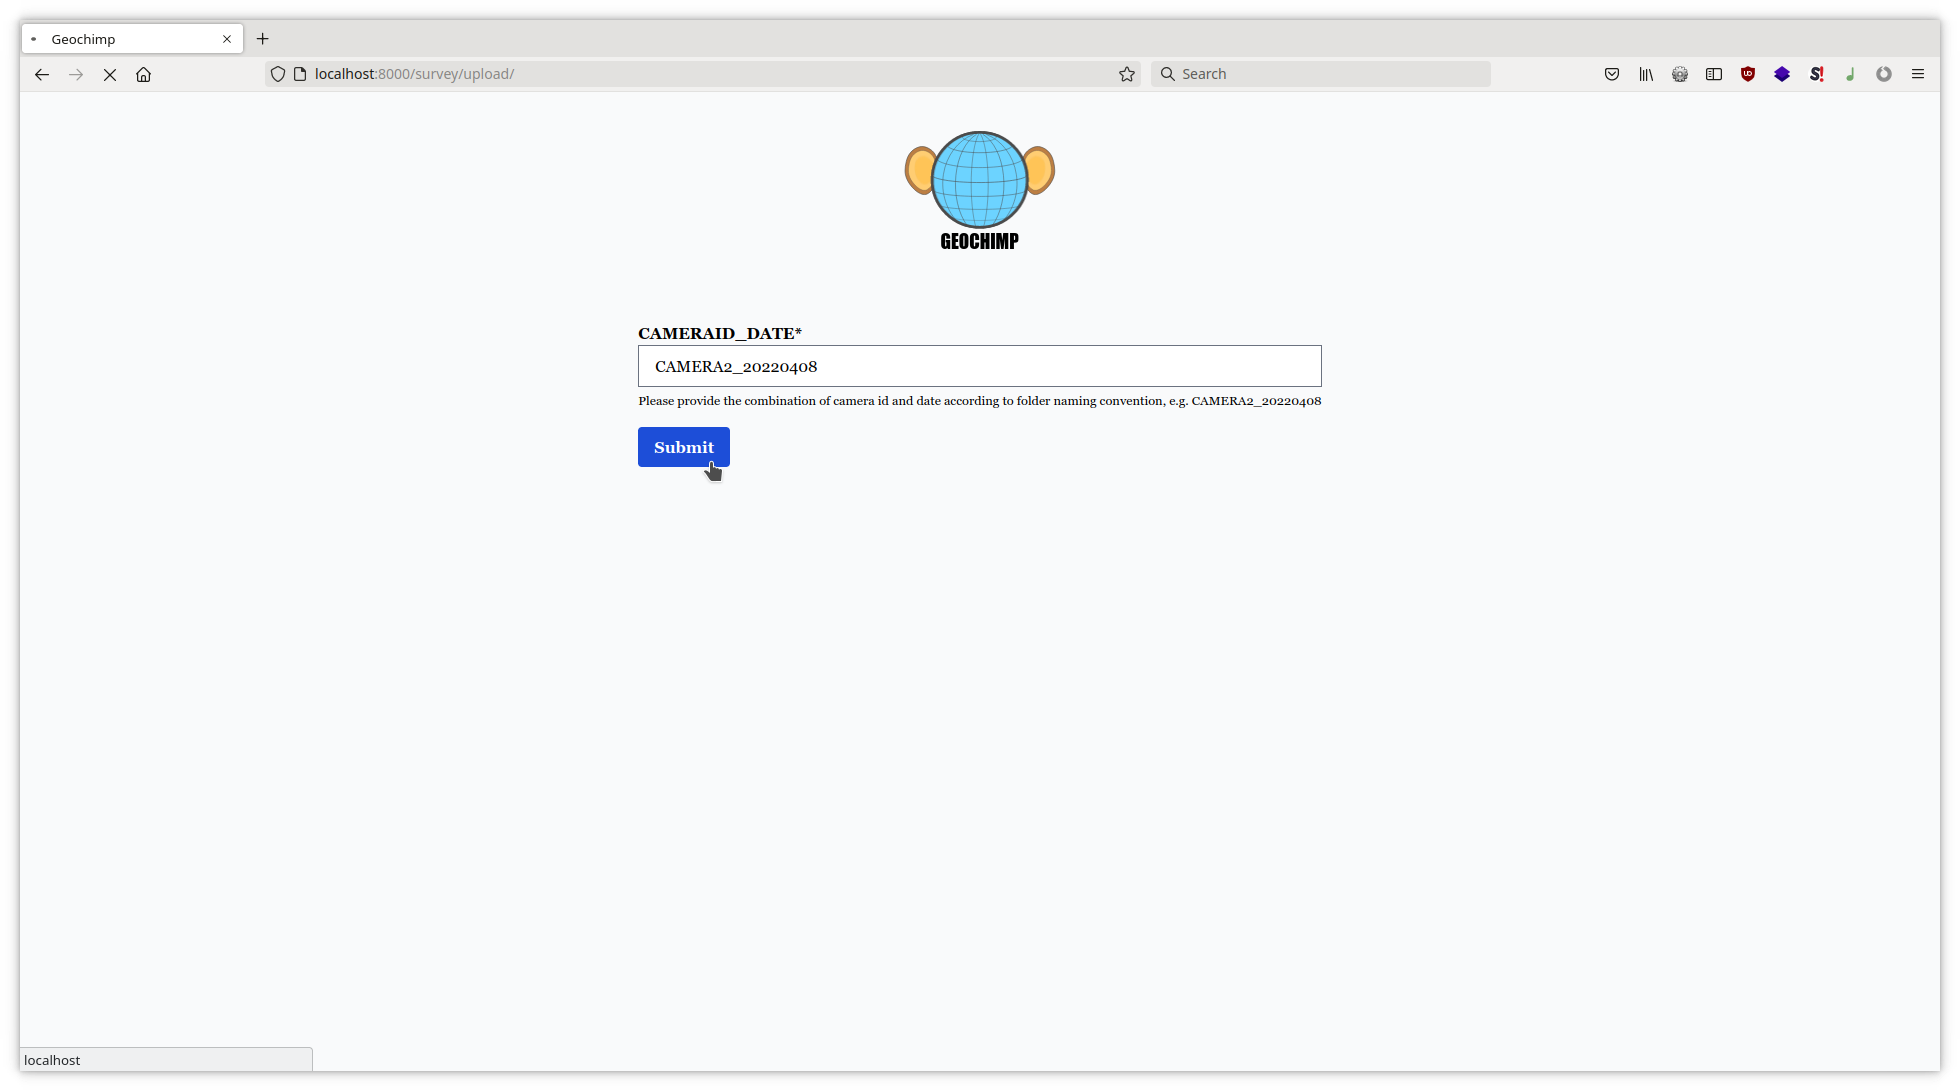 Geochimp
localhost:8000/survey/upload/
Search
GEOCHIMP
CAMERAID_DATE*
CAMERA2_20220408
Please provide the combination of camera id and date according to folder naming convention, e.g. CAMERA2_20220408
Submit
localhost